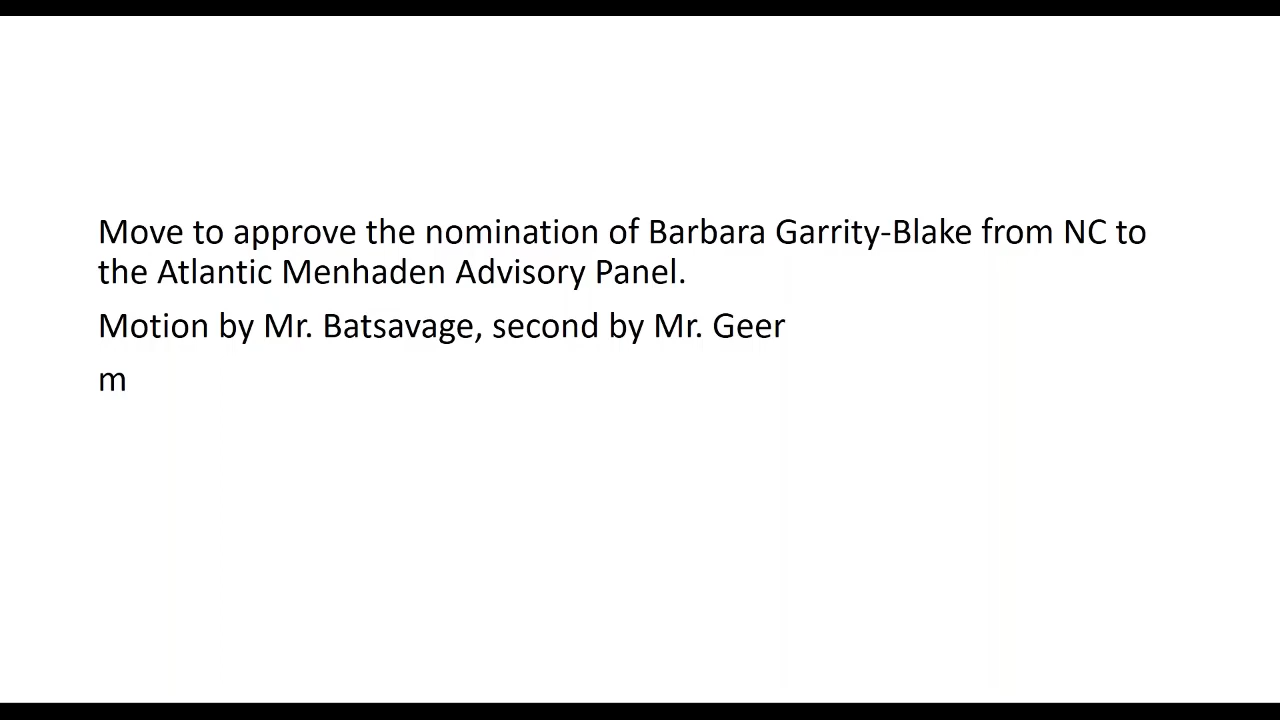 Move to approve the nomination of Barbara Garrity-Blake from NC to
the Atlantic Menhaden Advisory Panel.
Motion by Mr. Batsavage, second by Mr. Geer
m